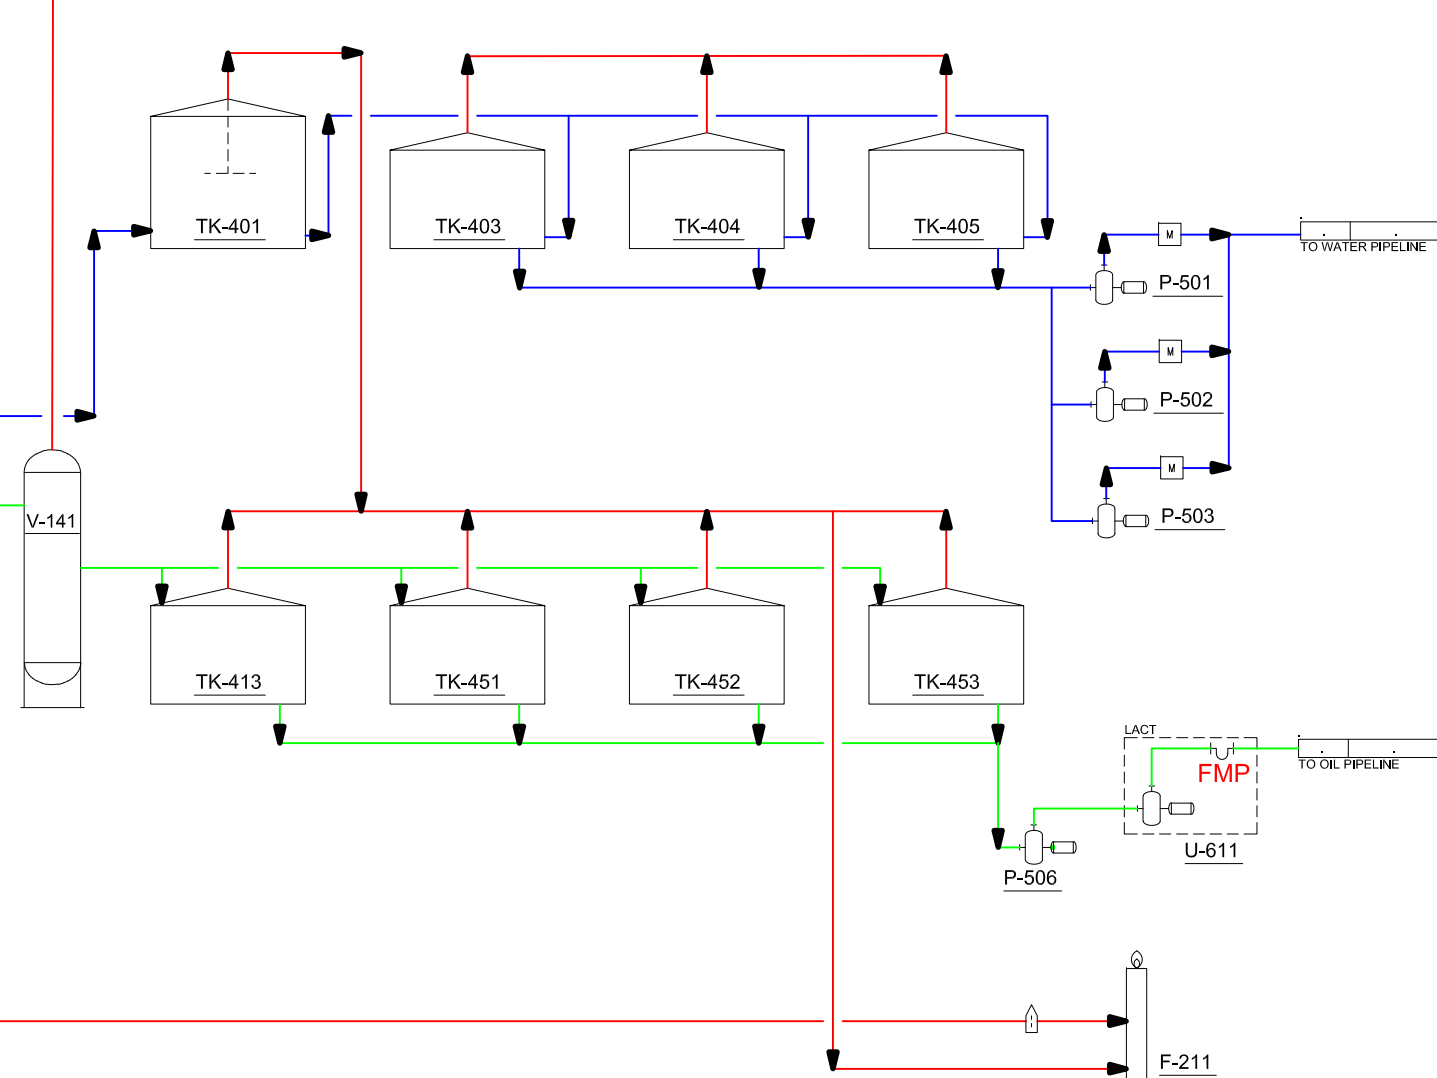 TK-401
TK-403
TK-404
TK-405
M
TO WATER PIPELINE
P-501
M
P-502
M
P-503
V-141
TK-413
TK-451
TK-452
TK-453
LACT
FMP
TO OIL PIPELINE
U-611
P-506
F-211